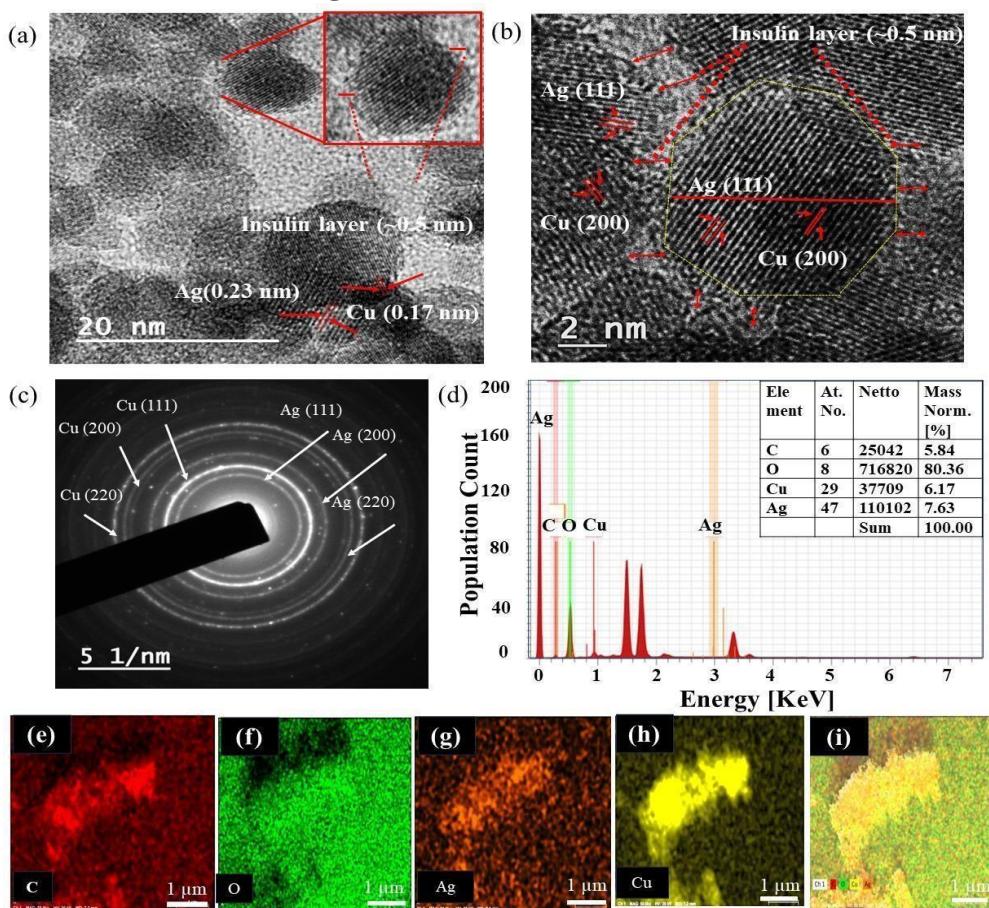 (a)
Insulin layer (~0.5 nm)
Ag(0.23 nm)
Cu (0.17 nm)
20 nm
(b)
Insulin layer (~0.5 nm)
Ag (111)
Cu (200)
Ag (111)
Cu (200)
2 nm
(c)
Cu (111)
Cu (200)
Cu (220)
Ag (111)
Ag (200)
Ag (220)
5 1/nm
(d)
Population Count
200
160
120
80
40
0
Ag
C O Cu Ag
0 1 2 3 4 5 6 7
Energy [KeV]
Ele At. Netto Mass
ment No. Norm.
[%]
C 6 25042 5.84
O 8 716820 80.36
Cu 29 37709 6.17
Ag 47 110102 7.63
Sum 100.00
(e)
C
1 µm
(f)
O
1 µm
(g)
Ag
1 µm
(h)
Cu
1 µm
(i)
Ch1 C O Cu Ag
1 µm